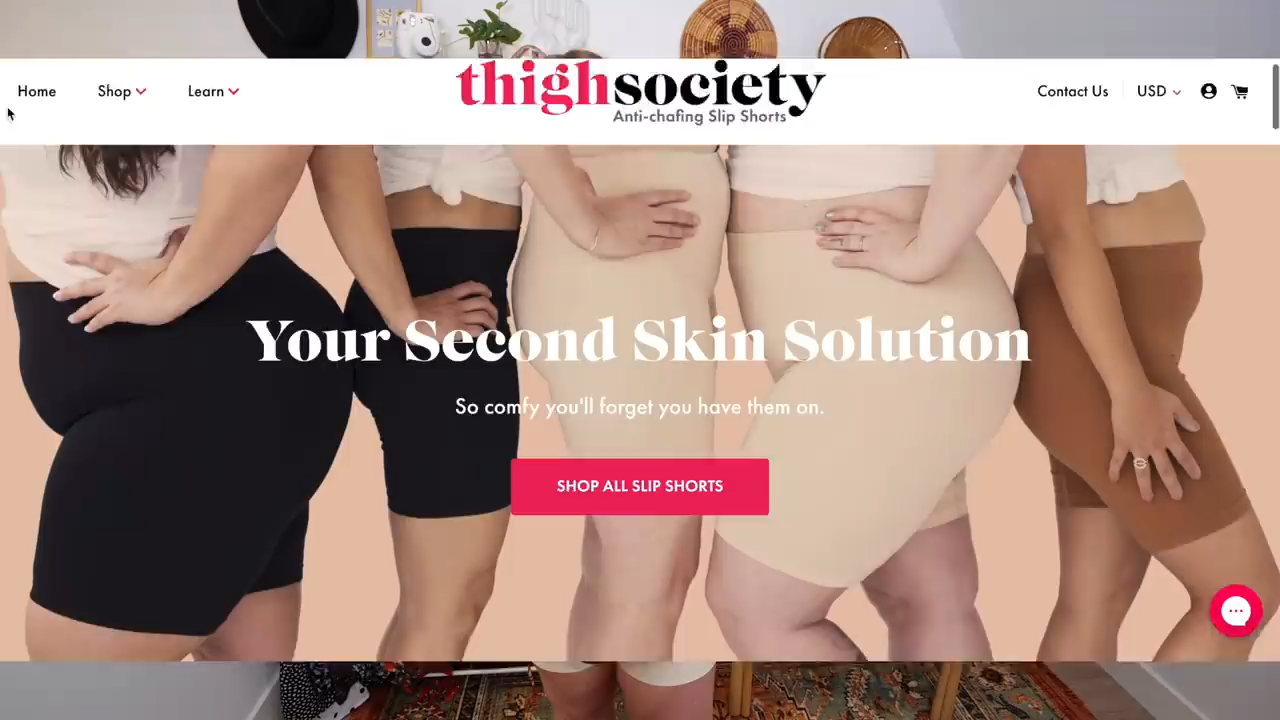 Home
Shop
Learn
thighsociety
Anti-chafing Slip Shorts
Contact Us
USD
Your Second Skin Solution
So comfy you'll forget you have them on.
SHOP ALL SLIP SHORTS